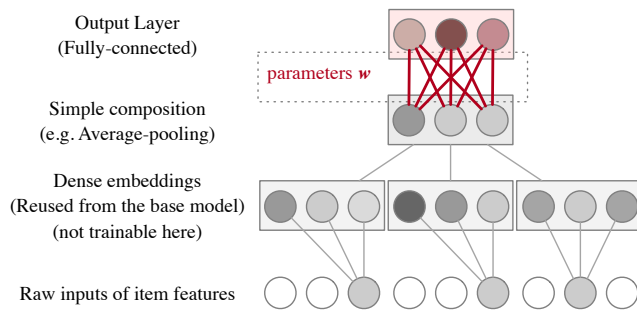 Output Layer
(Fully-connected)
parameters w
Simple composition
(e.g. Average-pooling)
Dense embeddings
(Reused from the base model)
(not trainable here)
Raw inputs of item features